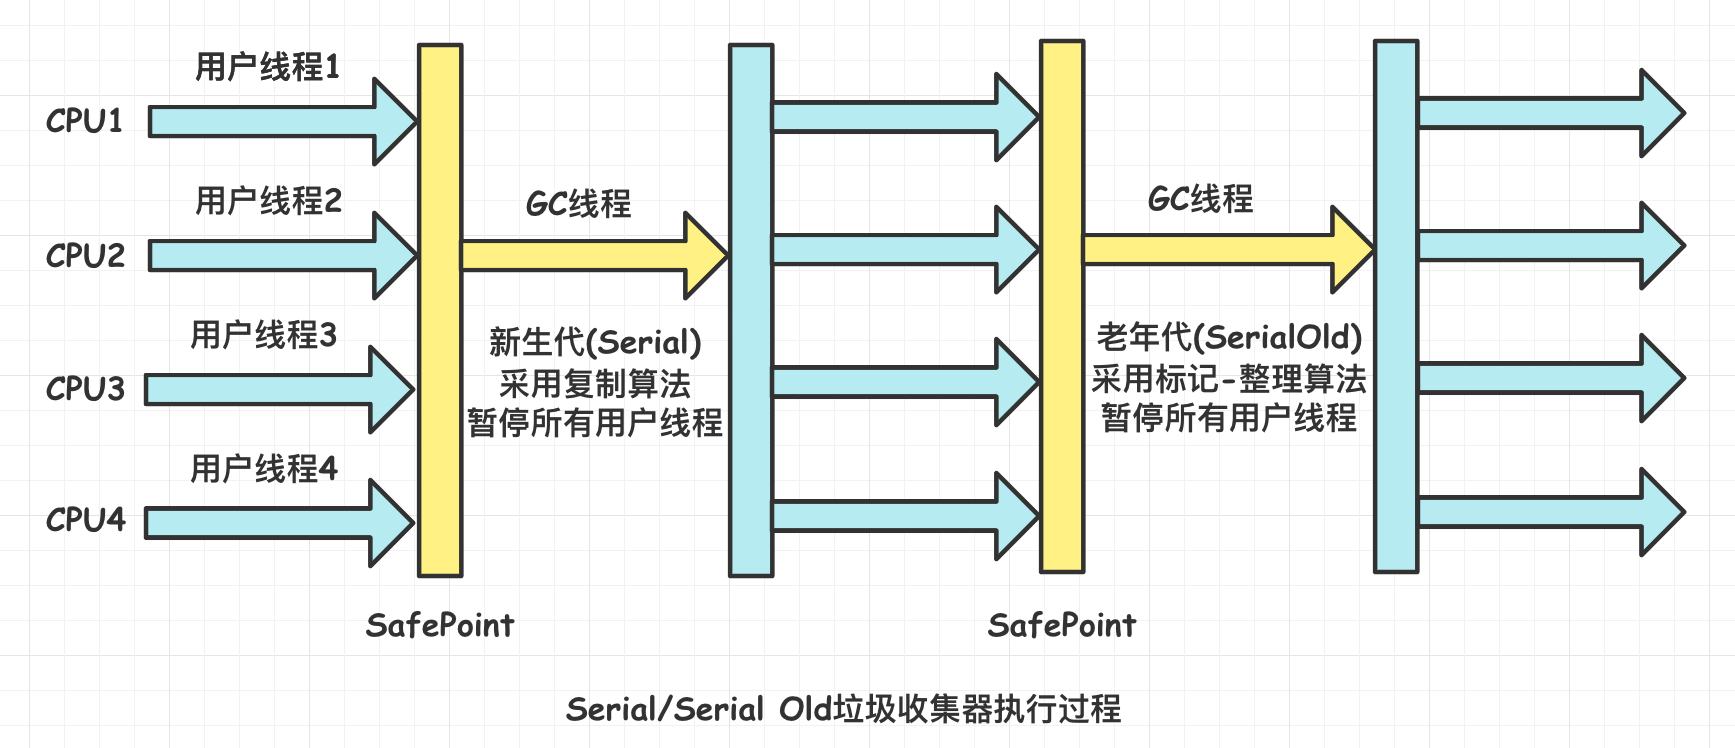 用户线程1
CPU1
用户线程2
CPU2
用户线程3
CPU3
用户线程4
CPU4
SafePoint
GC线程
新生代(Serial)
采用复制算法
暂停所有用户线程
SafePoint
GC线程
老年代(SerialOld)
采用标记-整理算法
暂停所有用户线程
Serial/Serial Old垃圾收集器执行过程